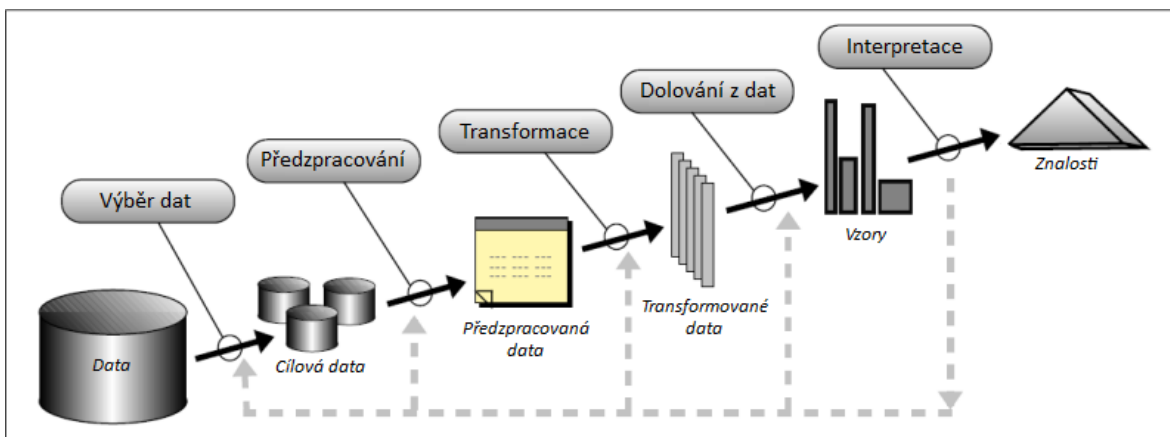 Interpretace
Dolování z dat
Transformace
Předzpracování
Výběr dat
Data
Cílová data
Předzpracovaná
data
Transformované
data
Vzory
Znalosti